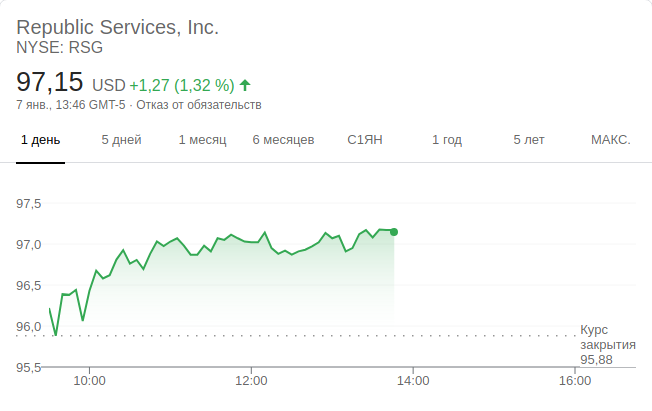 Republic Services, Inc.
NYSE: RSG
97,15 USD +1,27 (1,32 %)
7 янв., 13:46 GMT-5 · Отказ от обязательств
1 день 5 дней 1 месяц 6 месяцев С1ЯН 1 год 5 лет МАКС.
97,5
97,0
96,5
96,0
Курс
закрытия
95,88
95,5
10:00 12:00 14:00 16:00